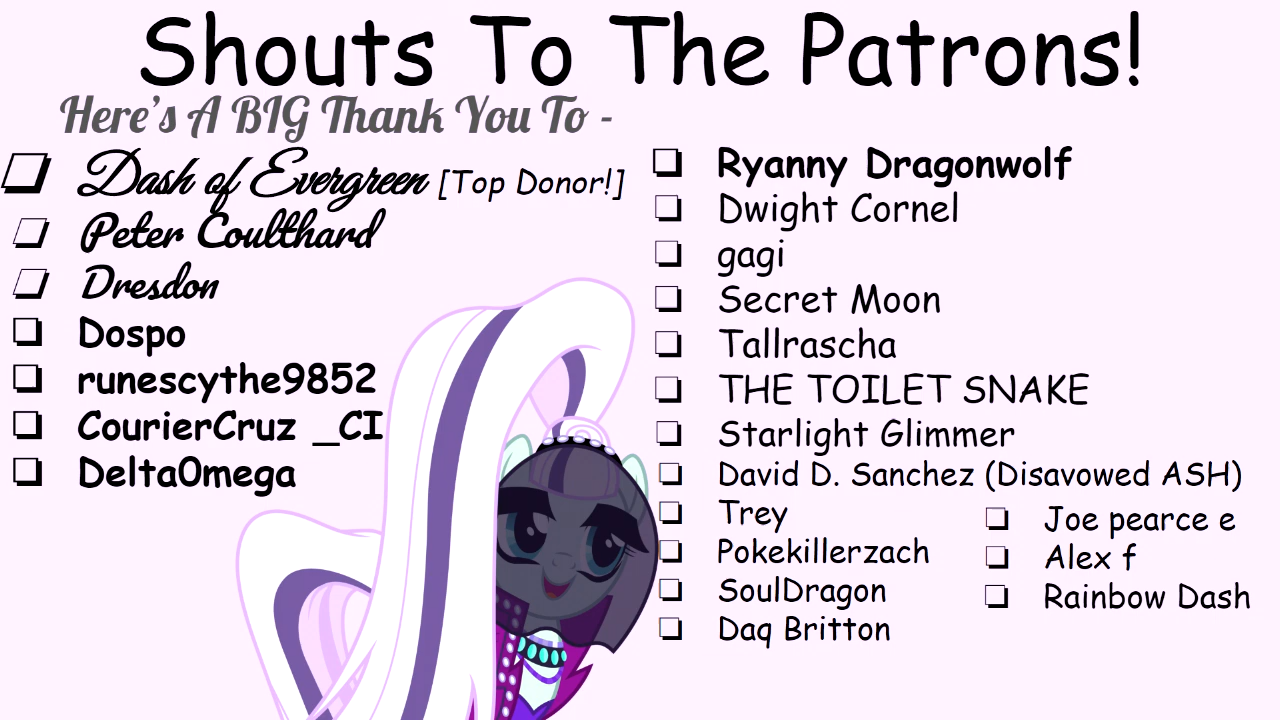 Shouts To The Patrons!
Here's A BIG Thank You To -
Dash of Evergreen [Top Donor!]
Peter Coulthard
Dresdon
Dospo
runescythe9852
CourierCruz _CI
Delta0mega
Ryanny Dragonwolf
Dwight Cornel
gagi
Secret Moon
Tallrascha
THE TOILET SNAKE
Starlight Glimmer
David D. Sanchez (Disavowed ASH)
Trey
Pokekillerzach
SoulDragon
Daq Britton
Joe pearce e
Alex f
Rainbow Dash